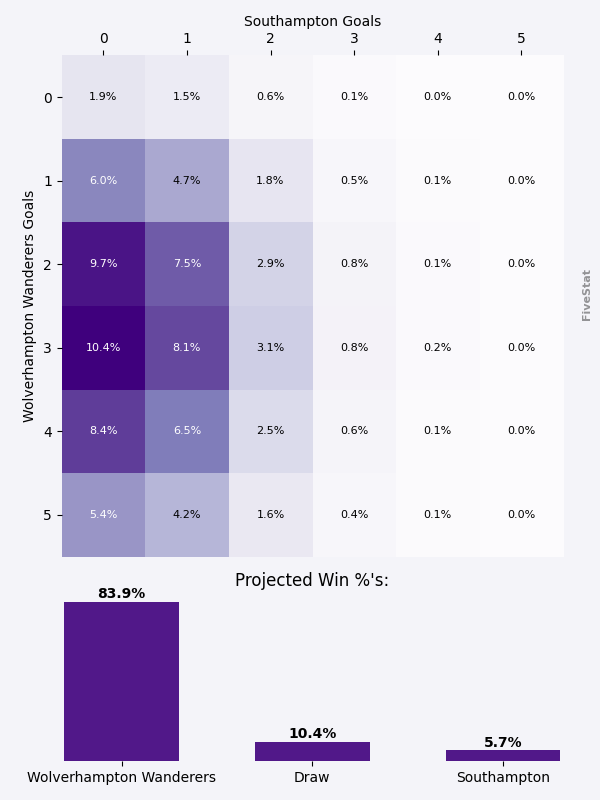 Southampton Goals
0 1 2 3 4 5
Wolverhampton Wanderers Goals
0 1.9% 1.5% 0.6% 0.1% 0.0% 0.0%
1 6.0% 4.7% 1.8% 0.5% 0.1% 0.0%
2 9.7% 7.5% 2.9% 0.8% 0.1% 0.0%
3 10.4% 8.1% 3.1% 0.8% 0.2% 0.0%
4 8.4% 6.5% 2.5% 0.6% 0.1% 0.0%
5 5.4% 4.2% 1.6% 0.4% 0.1% 0.0%
FiveStat
Projected Win %'s:
83.9% 10.4% 5.7%
Wolverhampton Wanderers Draw Southampton